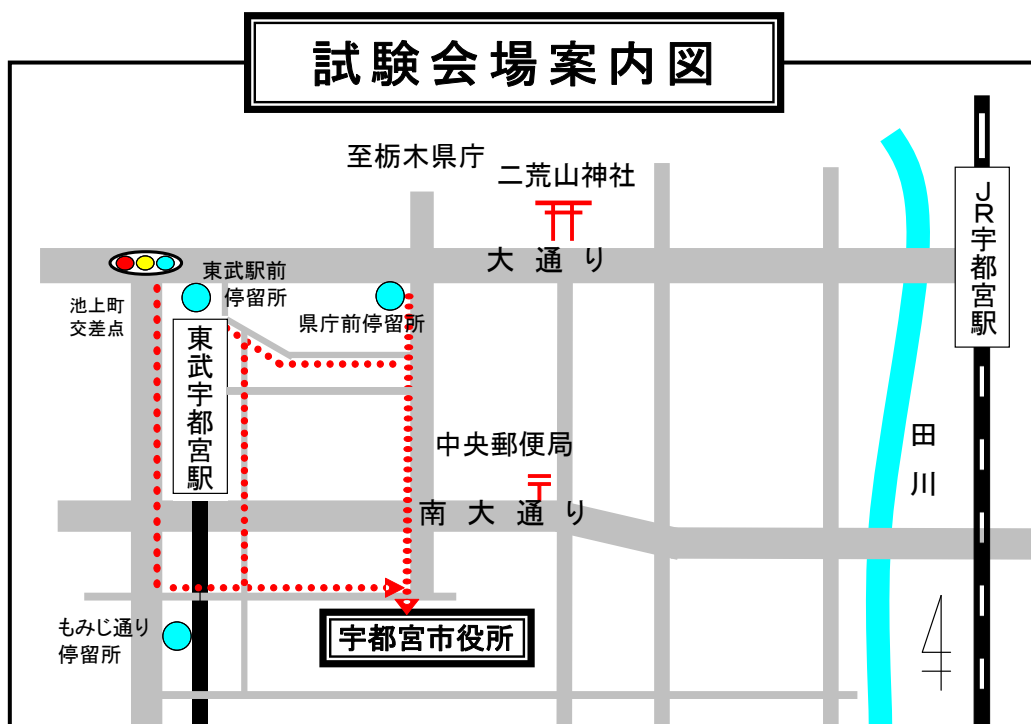 試験会場案内図
至栃木県庁
二荒山神社
大通り
東武駅前
停留所
池上町
交差点
県庁前停留所
東武宇都宮駅
JR宇都宮駅
田川
中央郵便局
〒
南大通り
もみじ通り
停留所
宇都宮市役所